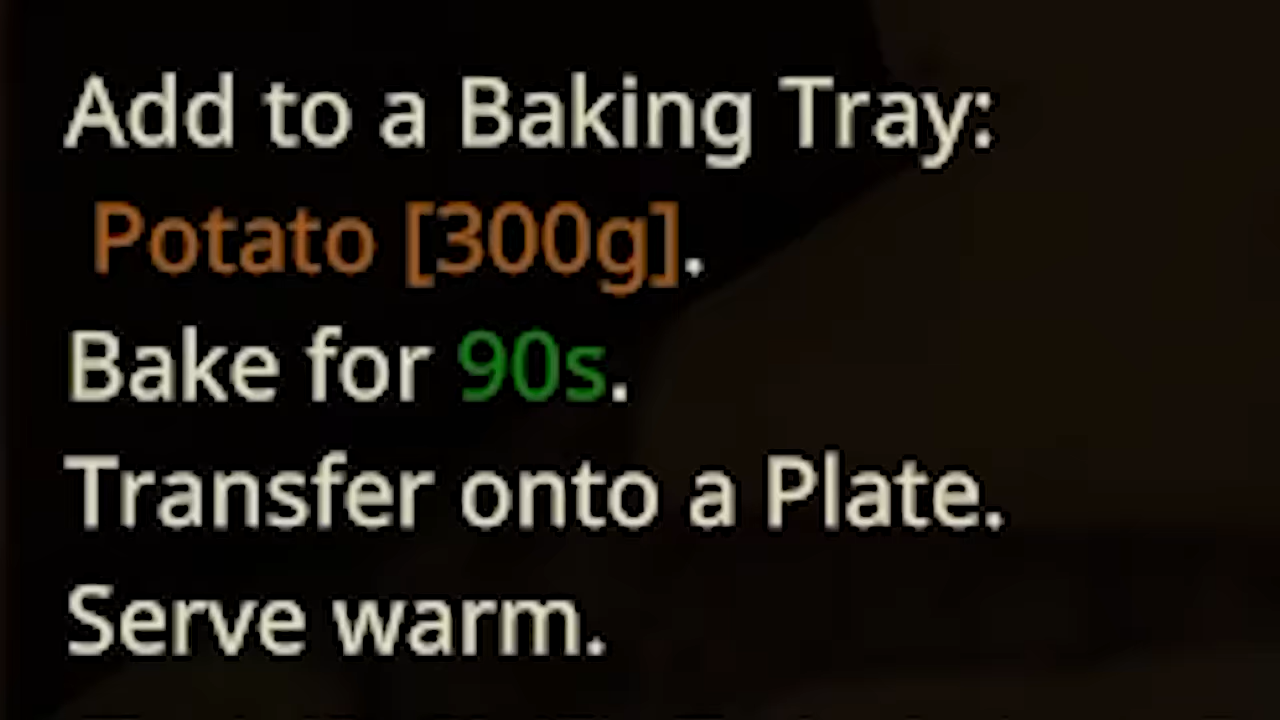 Add to a Baking Tray:
Potato [300g].
Bake for 90s.
Transfer onto a Plate.
Serve warm.